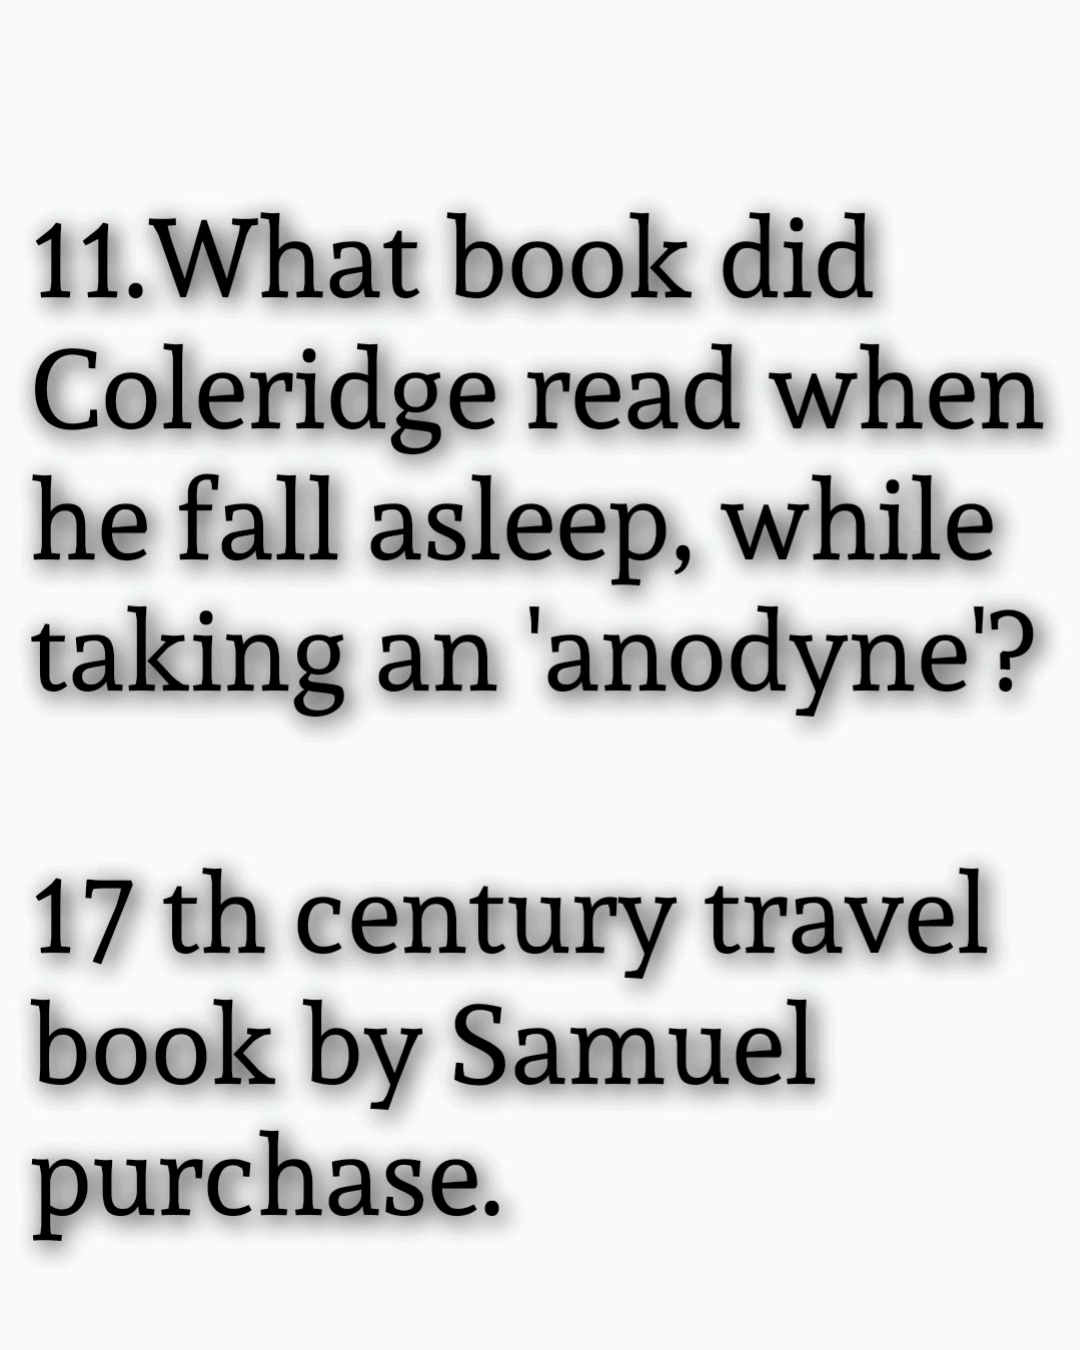 11.What book did
Coleridge read when
he fall asleep, while
taking an 'anodyne'?
17 th century travel
book by Samuel
purchase.